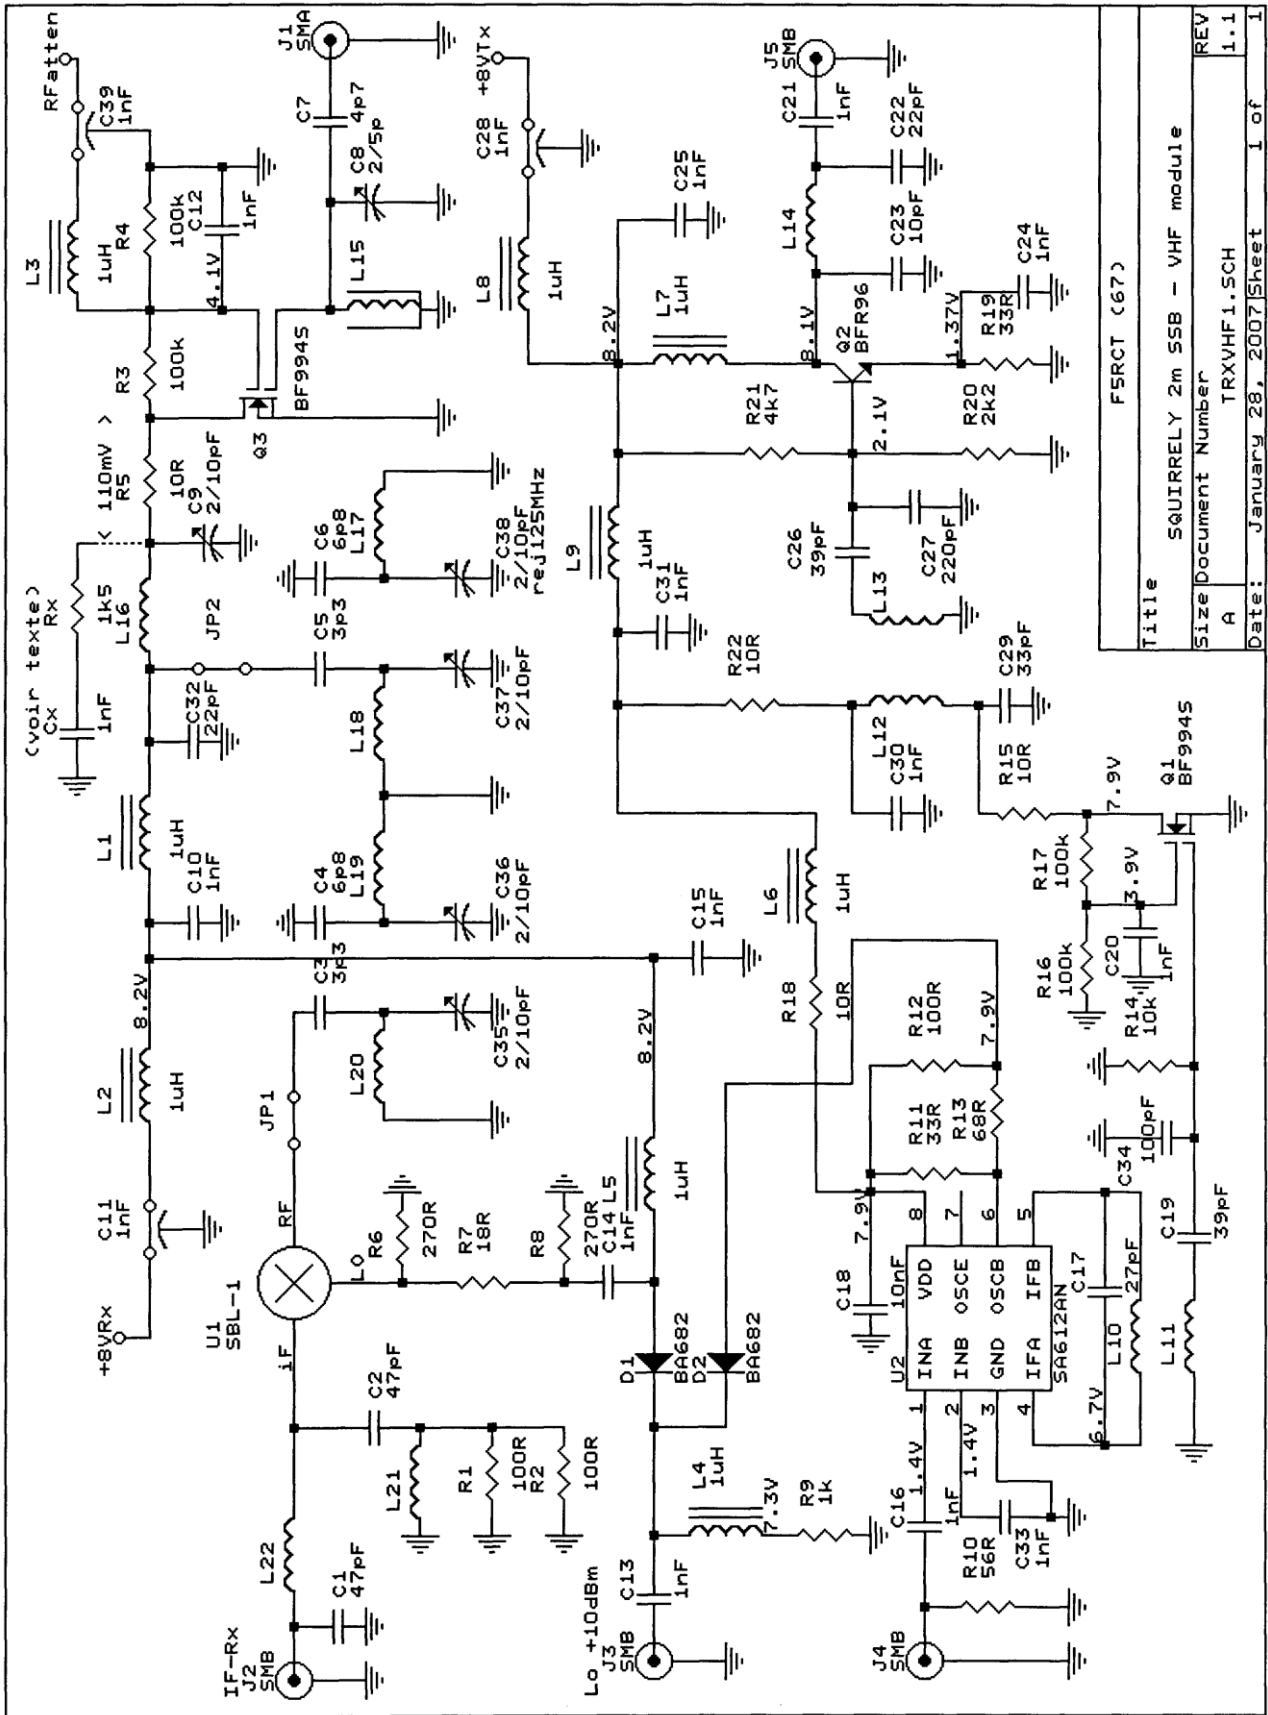 RFatten
C39
1nF
L3
1uH
R4
100k
C12
1nF
4.1V
J1
SMA
C7
4p7
C8
2/5p
L15
R3
100k
BF994S
Q3
< 110mV >
R5
10R
C9
2/10pF
(voir texte)
Rx
1k5
Cx
1nF
L16
JP2
C32
22pF
L1
1uH
C10
1nF
C6
6p8
L17
C38
2/10pF
rej125MHz
C5
3p3
L18
C37
2/10pF
C4
6p8
L19
C36
2/10pF
C3
3p3
L20
C35
2/10pF
8.2V
L2
1uH
C11
1nF
+8VRx
JP1
RF
U1
SBL-1
LO
iF
R6
270R
R7
18R
R8
270R
C14
1nF
L5
1uH
8.2V
C15
1nF
C2
47pF
L21
R1
100R
R2
100R
L22
C1
47pF
IF-Rx
J2
SMB
+8VTx
C28
1nF
L8
1uH
8.2V
C25
1nF
L7
1uH
8.1V
L14
C21
1nF
J5
SMB
C22
22pF
C23
10pF
Q2
BFR96
1.37V
R19
33R
C24
1nF
R21
4k7
2.1V
R20
2k2
L9
1uH
C31
1nF
C26
39pF
C27
220pF
L13
R22
10R
L12
C30
1nF
C29
33pF
R15
10R
L6
1uH
R18
10R
R17
100k
7.9V
Q1
BF994S
3.9V
R16
100k
C20
1nF
R14
10k
C34
100pF
C19
39pF
L11
R12
100R
7.9V
R11
33R
R13
68R
7.9V
C18
10nF
D1
BA682
D2
BA682
U2
SA612AN
1 INA VDD 8
2 INB OSCE 7
3 GND OSCB 6
4 IFA IFB 5
C17
27pF
L10
6.7V
1.4V
1.4V
C16
1nF
R10
56R
C33
1nF
L4
1uH
7.3V
R9
1k
C13
1nF
Lo +10dBm
J3
SMB
J4
SMB
F5RCT (67)
Title
SQUIRRELY 2m SSB - VHF module
Size Document Number REV
A TRXVHF1.SCH 1.1
Date: January 28, 2007 Sheet 1 of 1